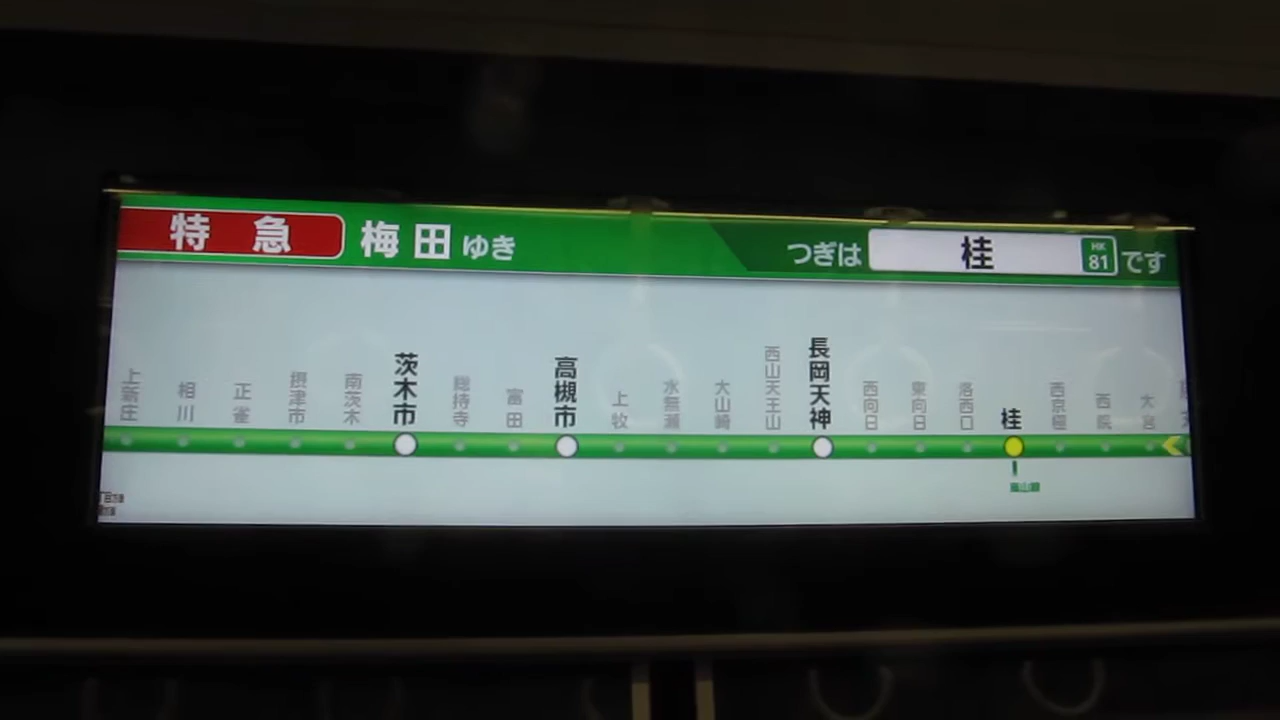 特急 梅田ゆき つぎは 桂 HK 81 です
上新庄
相川
正雀
摂津市
南茨木
茨木市
総持寺
富田
高槻市
上牧
水無瀬
大山崎
西山天王山
長岡天神
西向日
東向日
洛西口
桂
西京極
西院
大宮
嵐山線